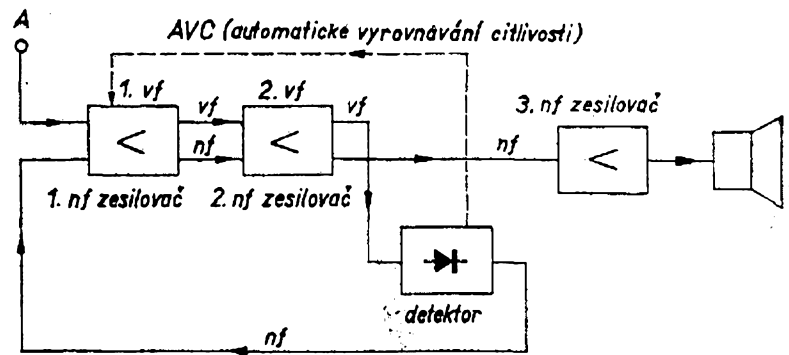 A
AVC (automatické vyrovnávání citlivosti)
1. vf
vf
2. vf
vf
3. nf zesilovač
<
nf
<
nf
<
1. nf zesilovač
2. nf zesilovač
detektor
nf